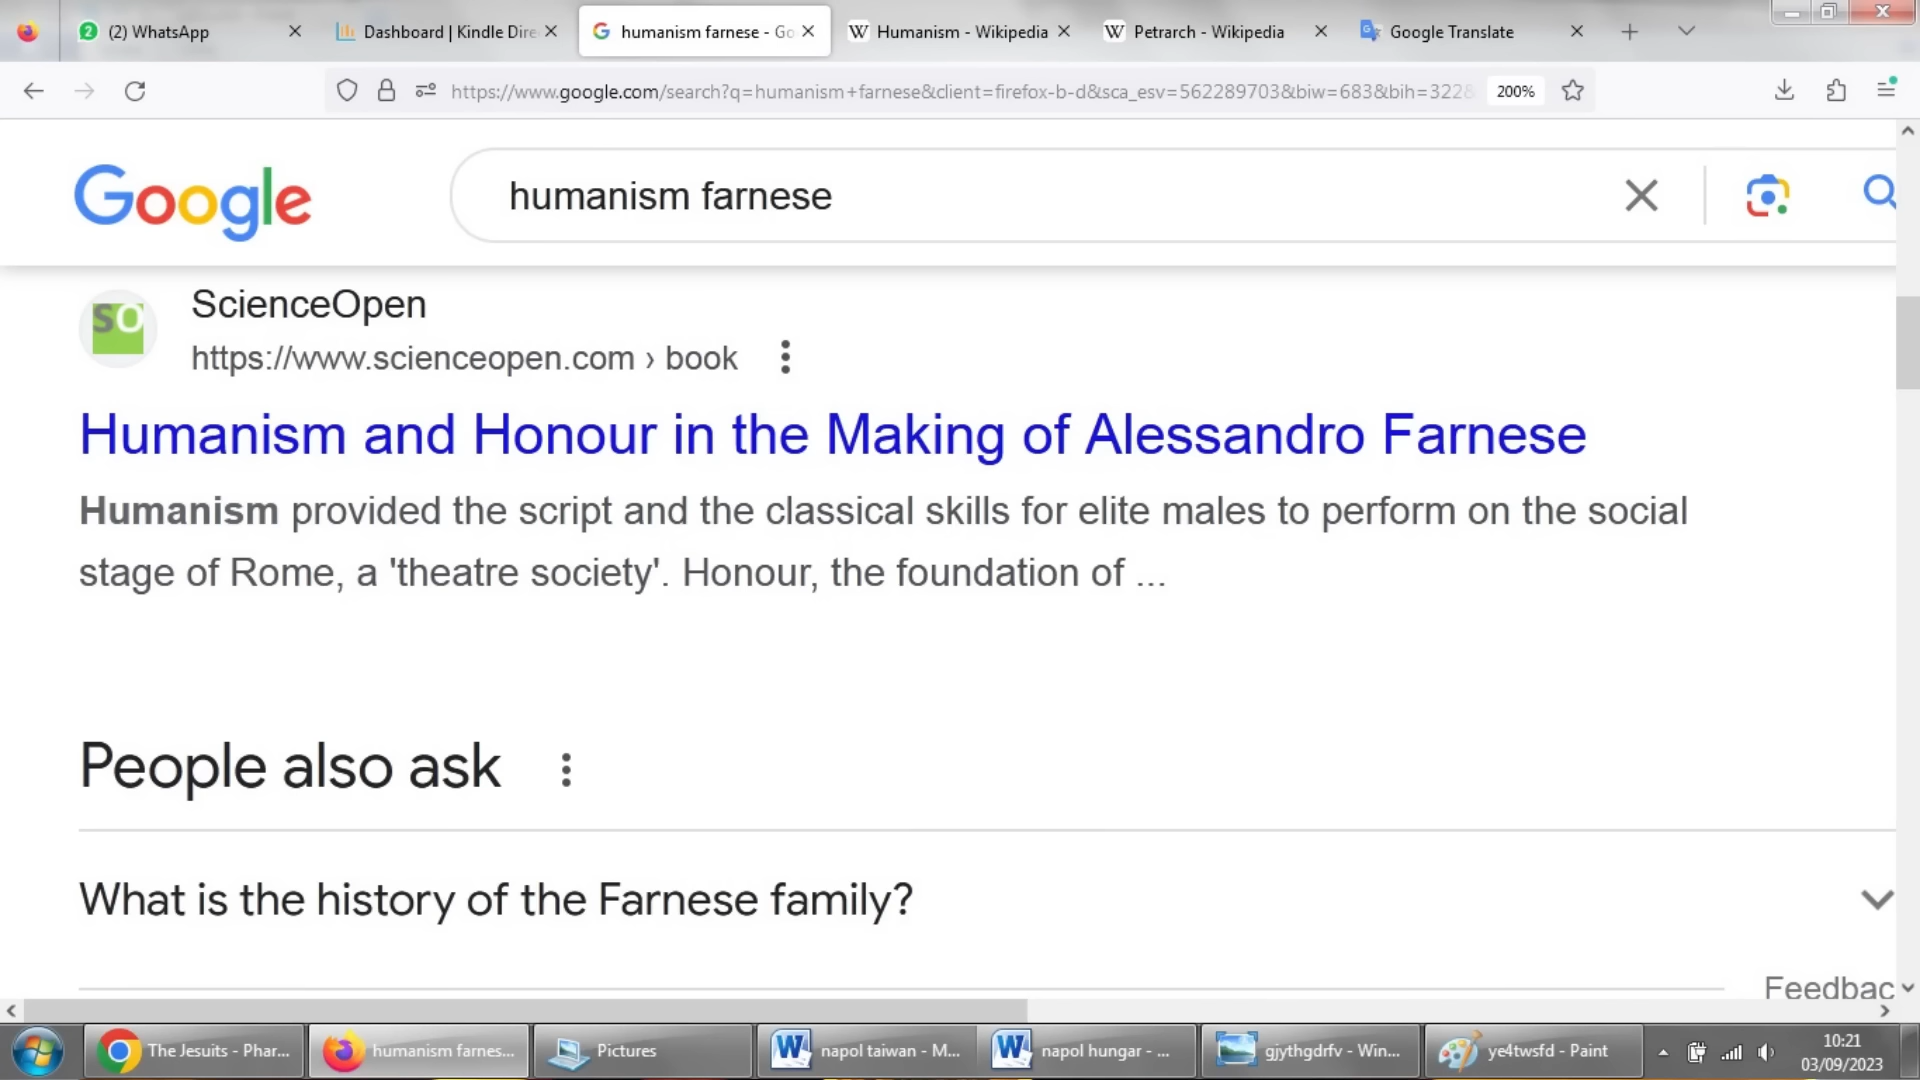 (2) WhatsApp
Dashboard | Kindle Dire
humanism farnese - Go
Humanism - Wikipedia
Petrarch - Wikipedia
Google Translate
https://www.google.com/search?q=humanism+farnese&client=firefox-b-d&sca_esv=562289703&biw=683&bih=322&
200%
Google
humanism farnese
SO
ScienceOpen
https://www.scienceopen.com › book
Humanism and Honour in the Making of Alessandro Farnese
Humanism provided the script and the classical skills for elite males to perform on the social
stage of Rome, a 'theatre society'. Honour, the foundation of ...
People also ask
What is the history of the Farnese family?
Feedbac
The Jesuits - Phar...
humanism farnes...
Pictures
napol taiwan - M...
napol hungar - ...
gjythgdrfv - Win...
ye4twsfd - Paint
10:21
03/09/2023